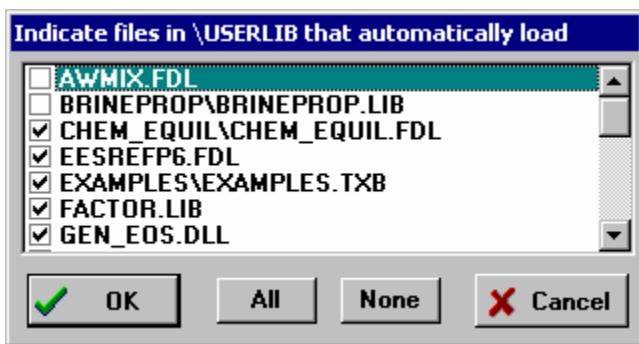 Indicate files in \USERLIB that automatically load
AWMIX.FDL
BRINEPROP\BRINEPROP.LIB
CHEM_EQUIL\CHEM_EQUIL.FDL
EESREFP6.FDL
EXAMPLES\EXAMPLES.TXB
FACTOR.LIB
GEN_EOS.DLL
OK All None Cancel